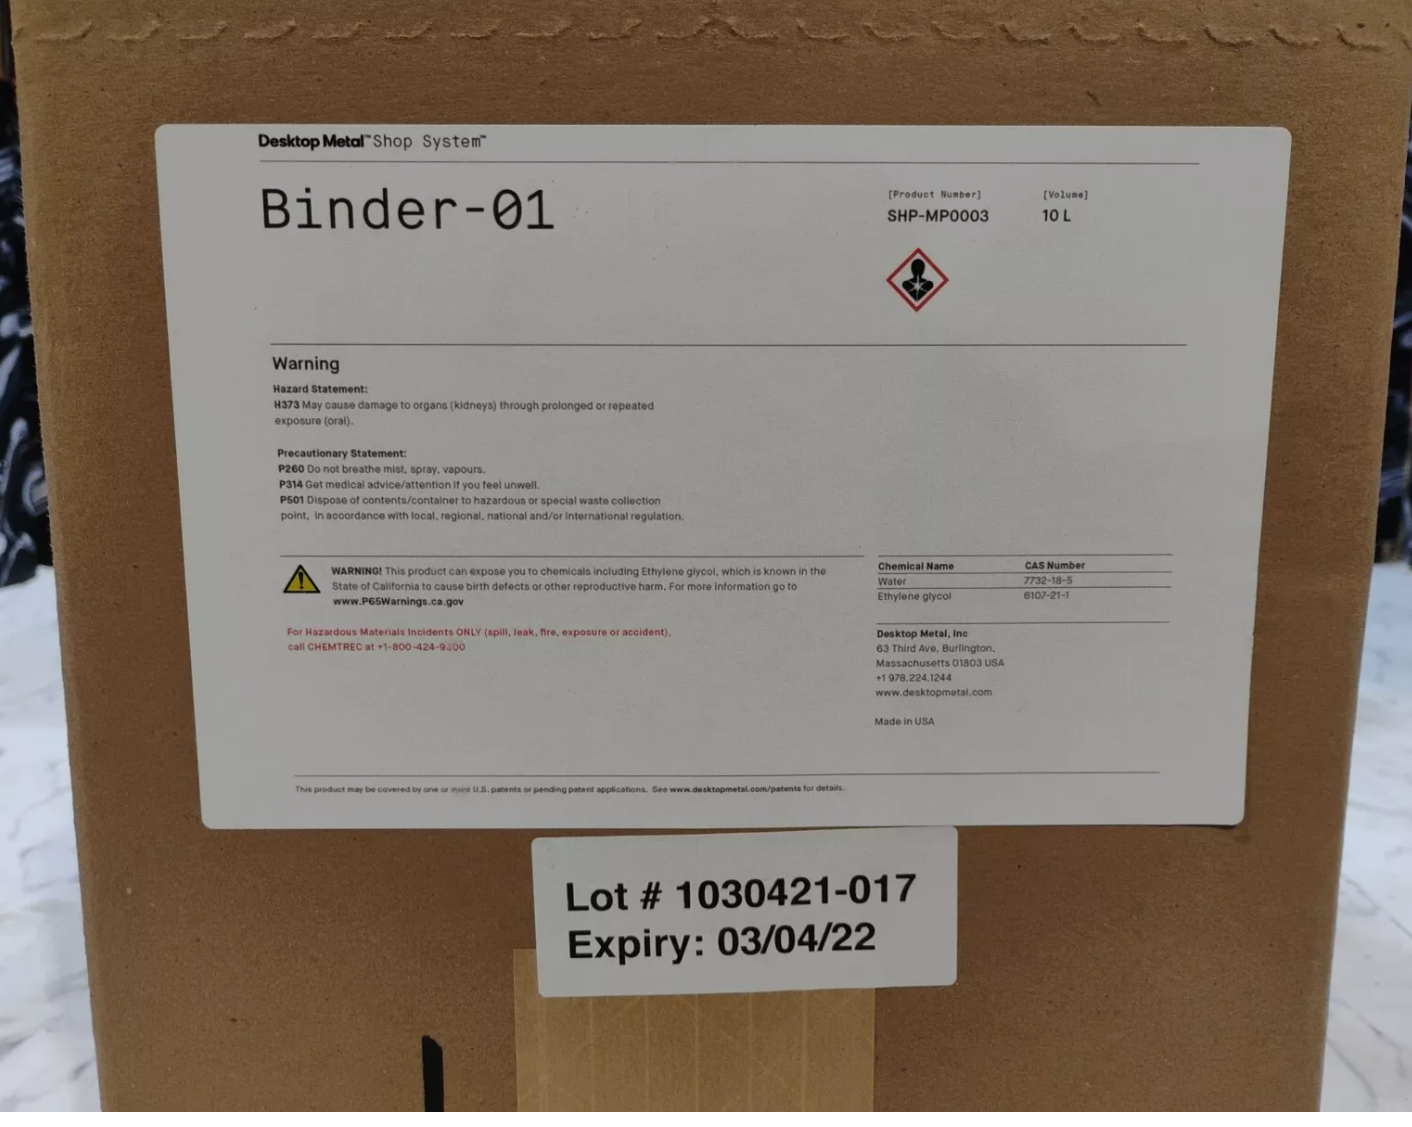 Desktop Metal™ Shop System™
Binder-01
[Product Number] [Volume]
SHP-MP0003 10 L
Warning
Hazard Statement:
H373 May cause damage to organs (kidneys) through prolonged or repeated
exposure (oral).
Precautionary Statement:
P260 Do not breathe mist, spray, vapours.
P314 Get medical advice/attention if you feel unwell.
P501 Dispose of contents/container to hazardous or special waste collection
point, in accordance with local, regional, national and/or international regulation.
WARNING! This product can expose you to chemicals including Ethylene glycol, which is known in the
State of California to cause birth defects or other reproductive harm. For more information go to
www.P65Warnings.ca.gov
For Hazardous Materials Incidents ONLY (spill, leak, fire, exposure or accident),
call CHEMTREC at +1-800-424-9300
Chemical Name CAS Number
Water 7732-18-5
Ethylene glycol 6107-21-1
Desktop Metal, Inc
63 Third Ave, Burlington,
Massachusetts 01803 USA
+1 978.224.1244
www.desktopmetal.com
Made in USA
This product may be covered by one or more U.S. patents or pending patent applications. See www.desktopmetal.com/patents for details.
Lot # 1030421-017
Expiry: 03/04/22